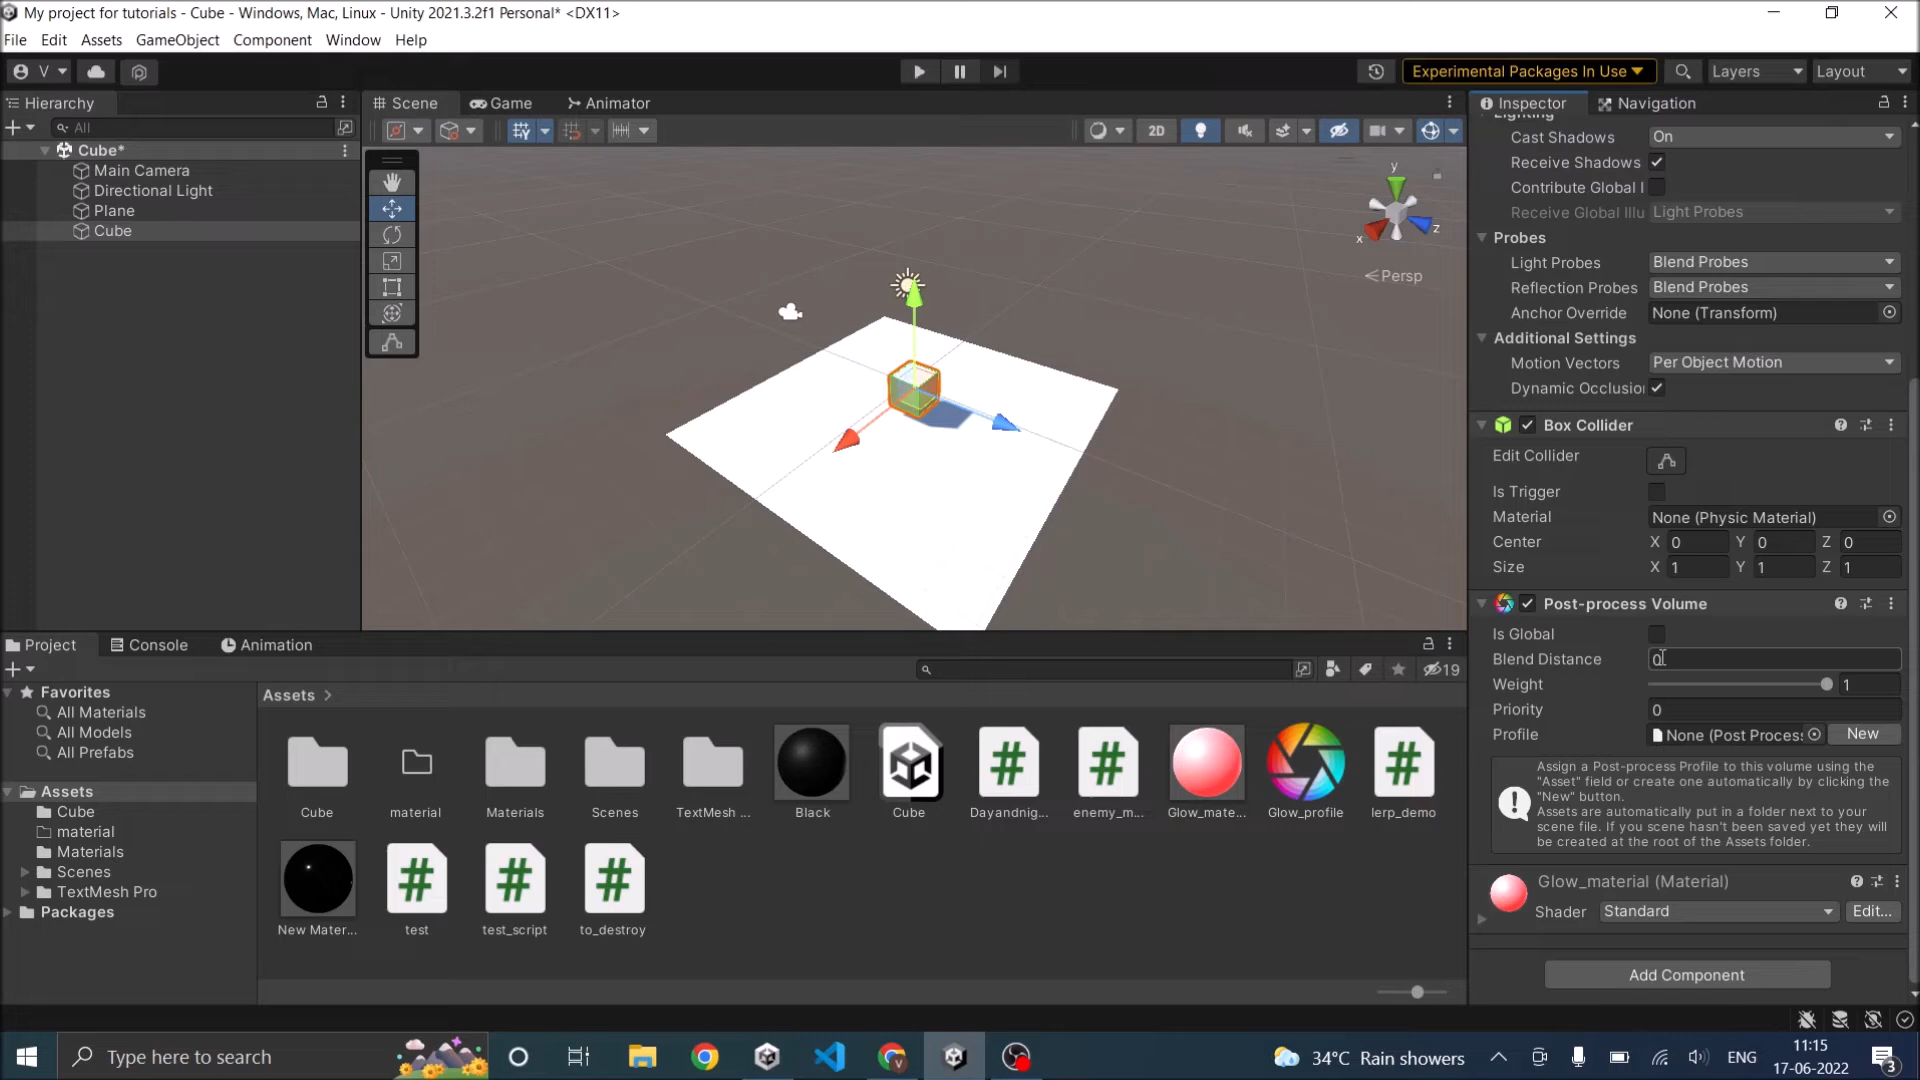 My project for tutorials - Cube - Windows, Mac, Linux - Unity 2021.3.2f1 Personal* <DX11>
File Edit Assets GameObject Component Window Help
V Experimental Packages In Use Layers Layout
Hierarchy
All
Cube*
Main Camera
Directional Light
Plane
Cube
Scene Game Animator
2D
y
x
z
Persp
Inspector Navigation
Lighting
Cast Shadows On
Receive Shadows
Contribute Global I
Receive Global Illu Light Probes
Probes
Light Probes Blend Probes
Reflection Probes Blend Probes
Anchor Override None (Transform)
Additional Settings
Motion Vectors Per Object Motion
Dynamic Occlusio
Box Collider
Edit Collider
Is Trigger
Material None (Physic Material)
Center X 0 Y 0 Z 0
Size X 1 Y 1 Z 1
Post-process Volume
Is Global
Blend Distance 0
Weight 1
Priority 0
Profile None (Post Process New
Assign a Post-process Profile to this volume using the
"Asset" field or create one automatically by clicking the
"New" button.
Assets are automatically put in a folder next to your
scene file. If you scene hasn't been saved yet they will
be created at the root of the Assets folder.
Glow_material (Material)
Shader Standard Edit...
Add Component
Project Console Animation
19
Favorites
All Materials
All Models
All Prefabs
Assets
Cube
material
Materials
Scenes
TextMesh Pro
Packages
Assets >
Cube material Materials Scenes TextMesh ... Black Cube Dayandnig... enemy_m... Glow_mate... Glow_profile lerp_demo
New Mater... test test_script to_destroy
Type here to search
34°C Rain showers
ENG
11:15
17-06-2022
3